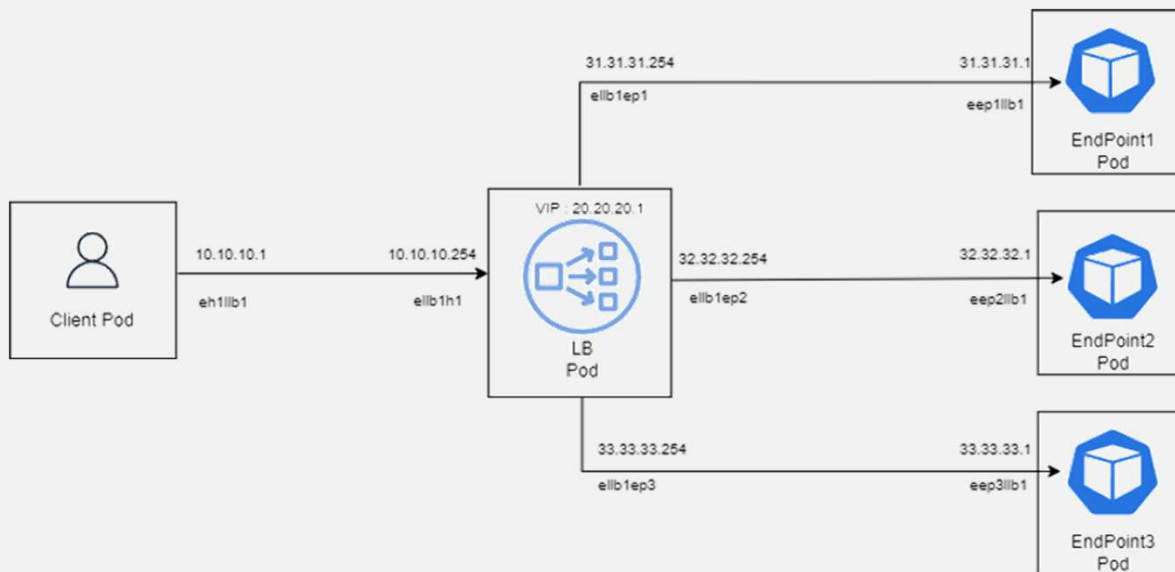 31.31.31.254
31.31.31.1
ellb1ep1
eep1llb1
EndPoint1
Pod
VIP : 20.20.20.1
10.10.10.1
10.10.10.254
eh1llb1
ellb1h1
Client Pod
LB
Pod
32.32.32.254
32.32.32.1
ellb1ep2
eep2llb1
EndPoint2
Pod
33.33.33.254
33.33.33.1
ellb1ep3
eep3llb1
EndPoint3
Pod